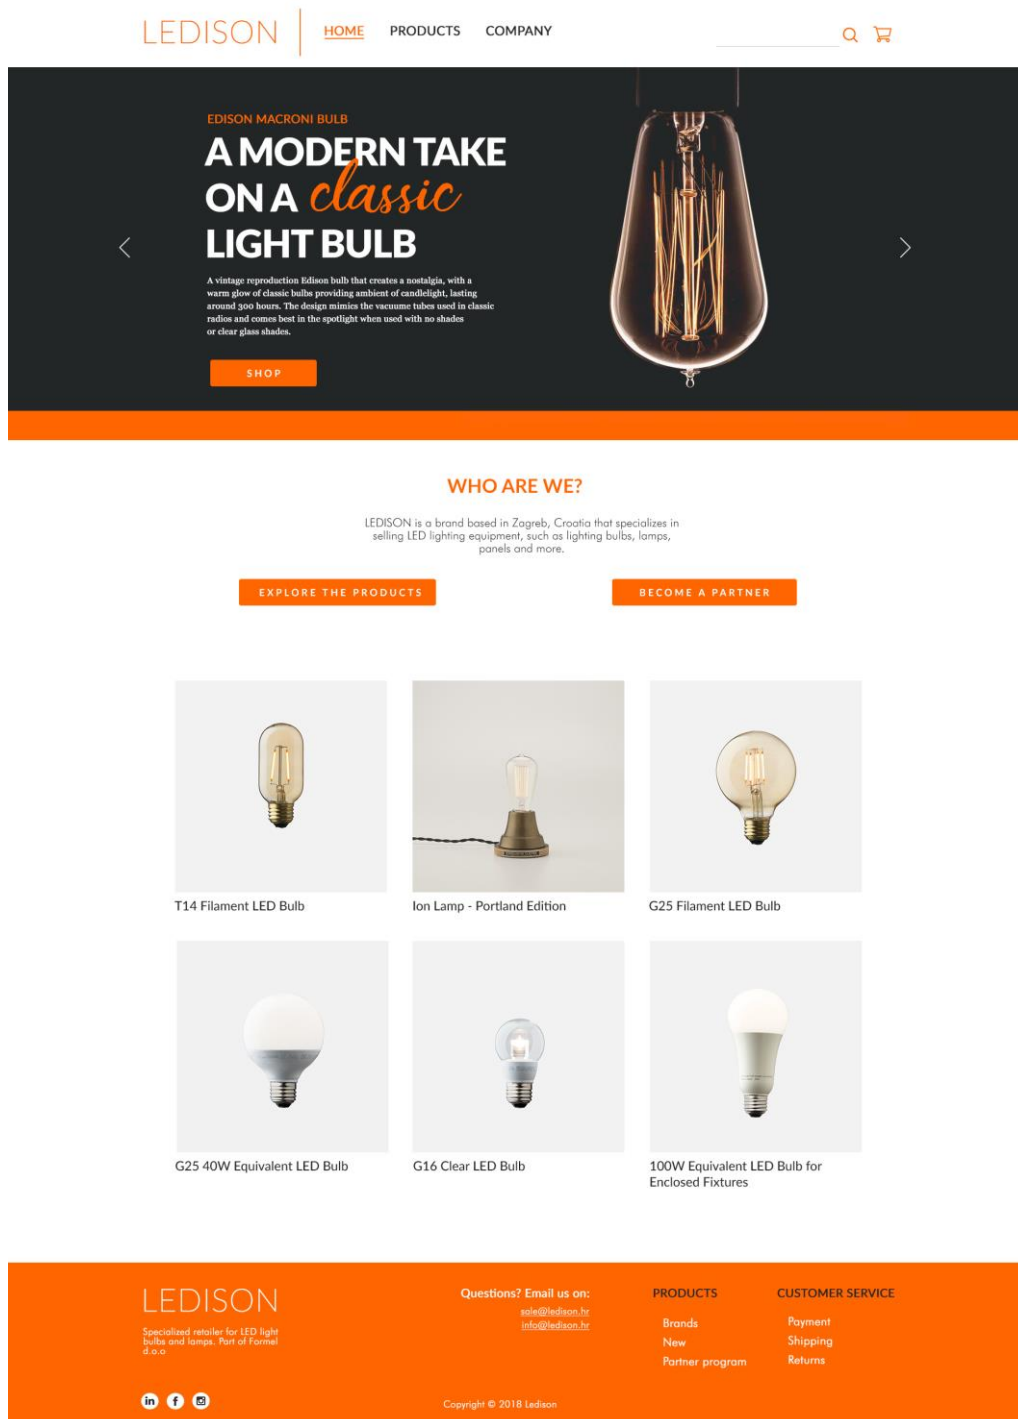 LEDISON
HOME PRODUCTS COMPANY
EDISON MACRONI BULB
A MODERN TAKE
ON A classic
LIGHT BULB
A vintage reproduction Edison bulb that creates a nostalgia, with a
warm glow of classic bulbs providing ambient of candlelight, lasting
around 300 hours. The design mimics the vacuume tubes used in classic
radios and comes best in the spotlight when used with no shades
or clear glass shades.
SHOP
WHO ARE WE?
LEDISON is a brand based in Zagreb, Croatia that specializes in
selling LED lighting equipment, such as lighting bulbs, lamps,
panels and more.
EXPLORE THE PRODUCTS
BECOME A PARTNER
T14 Filament LED Bulb
Ion Lamp - Portland Edition
G25 Filament LED Bulb
G25 40W Equivalent LED Bulb
G16 Clear LED Bulb
100W Equivalent LED Bulb for
Enclosed Fixtures
LEDISON
Specialized retailer for LED light
bulbs and lamps. Part of Formel
d.o.o
Questions? Email us on:
sale@ledison.hr
info@ledison.hr
PRODUCTS
Brands
New
Partner program
CUSTOMER SERVICE
Payment
Shipping
Returns
in f
Copyright © 2018 Ledison